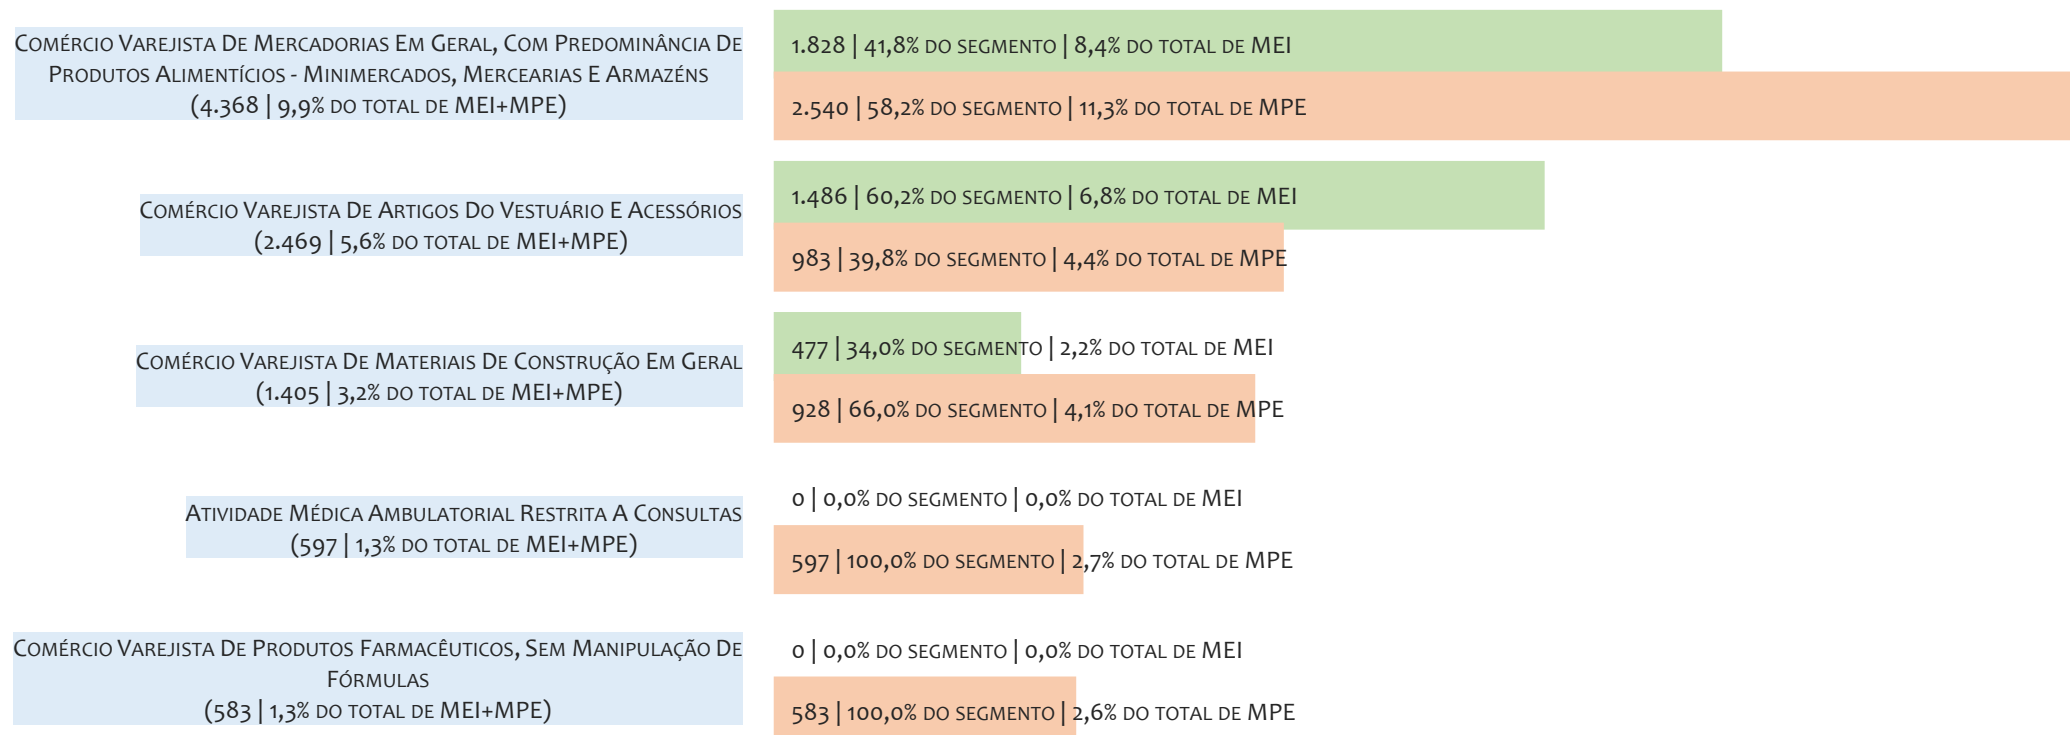 Comércio Varejista De Mercadorias Em Geral, Com Predominância De
Produtos Alimentícios - Minimercados, Mercearias E Armazéns
(4.368 | 9,9% do total de MEI+MPE)
1.828 | 41,8% do segmento | 8,4% do total de MEI
2.540 | 58,2% do segmento | 11,3% do total de MPE
Comércio Varejista De Artigos Do Vestuário E Acessórios
(2.469 | 5,6% do total de MEI+MPE)
1.486 | 60,2% do segmento | 6,8% do total de MEI
983 | 39,8% do segmento | 4,4% do total de MPE
Comércio Varejista De Materiais De Construção Em Geral
(1.405 | 3,2% do total de MEI+MPE)
477 | 34,0% do segmento | 2,2% do total de MEI
928 | 66,0% do segmento | 4,1% do total de MPE
Atividade Médica Ambulatorial Restrita A Consultas
(597 | 1,3% do total de MEI+MPE)
0 | 0,0% do segmento | 0,0% do total de MEI
597 | 100,0% do segmento | 2,7% do total de MPE
Comércio Varejista De Produtos Farmacêuticos, Sem Manipulação De
Fórmulas
(583 | 1,3% do total de MEI+MPE)
0 | 0,0% do segmento | 0,0% do total de MEI
583 | 100,0% do segmento | 2,6% do total de MPE